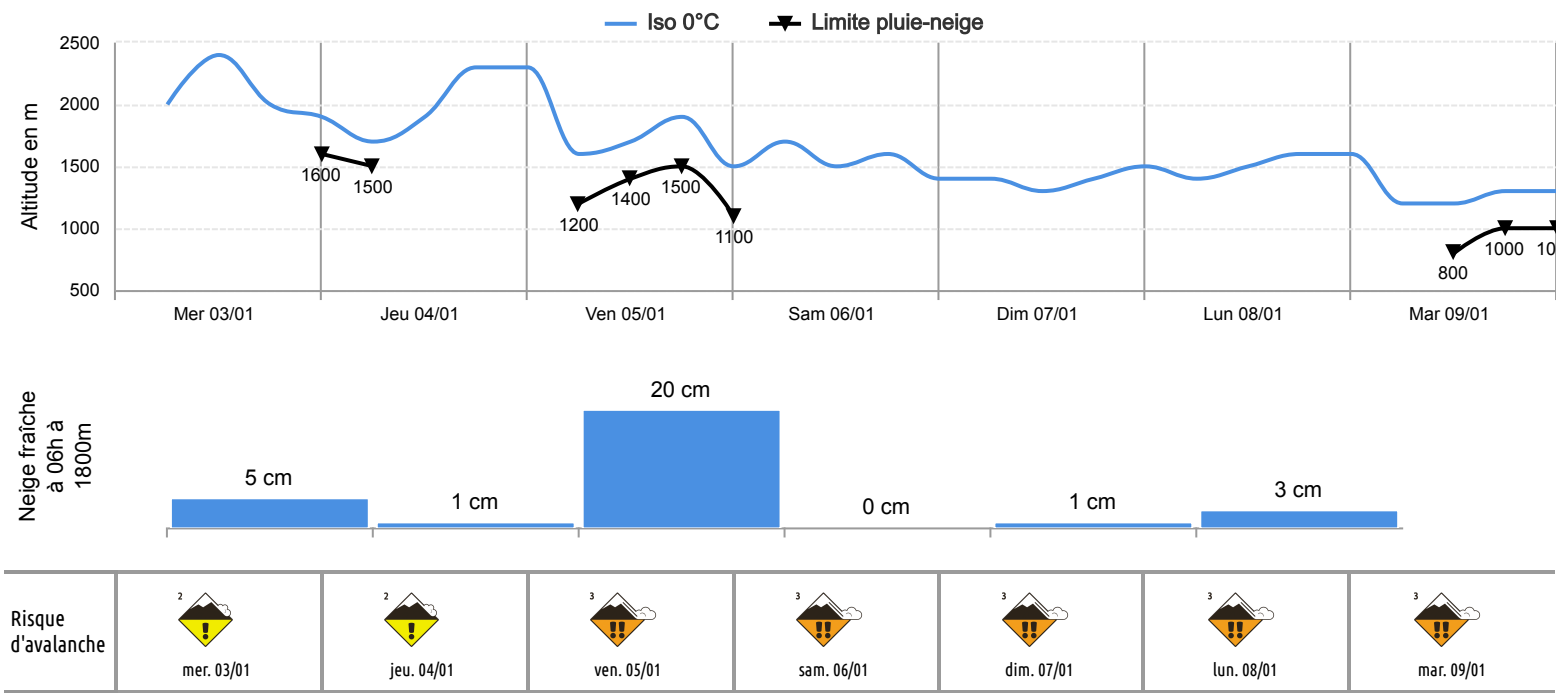 Iso 0°C Limite pluie-neige
Altitude en m
2500
2000
1500
1000
500
1600
1500
1200
1400
1500
1100
800
1000
10
Mer 03/01 Jeu 04/01 Ven 05/01 Sam 06/01 Dim 07/01 Lun 08/01 Mar 09/01
Neige fraîche
à 06h à
1800m
5 cm
1 cm
20 cm
0 cm
1 cm
3 cm
Risque
d'avalanche
2 2 3 3 3 3 3
! ! !! !! !! !! !!
mer. 03/01 jeu. 04/01 ven. 05/01 sam. 06/01 dim. 07/01 lun. 08/01 mar. 09/01